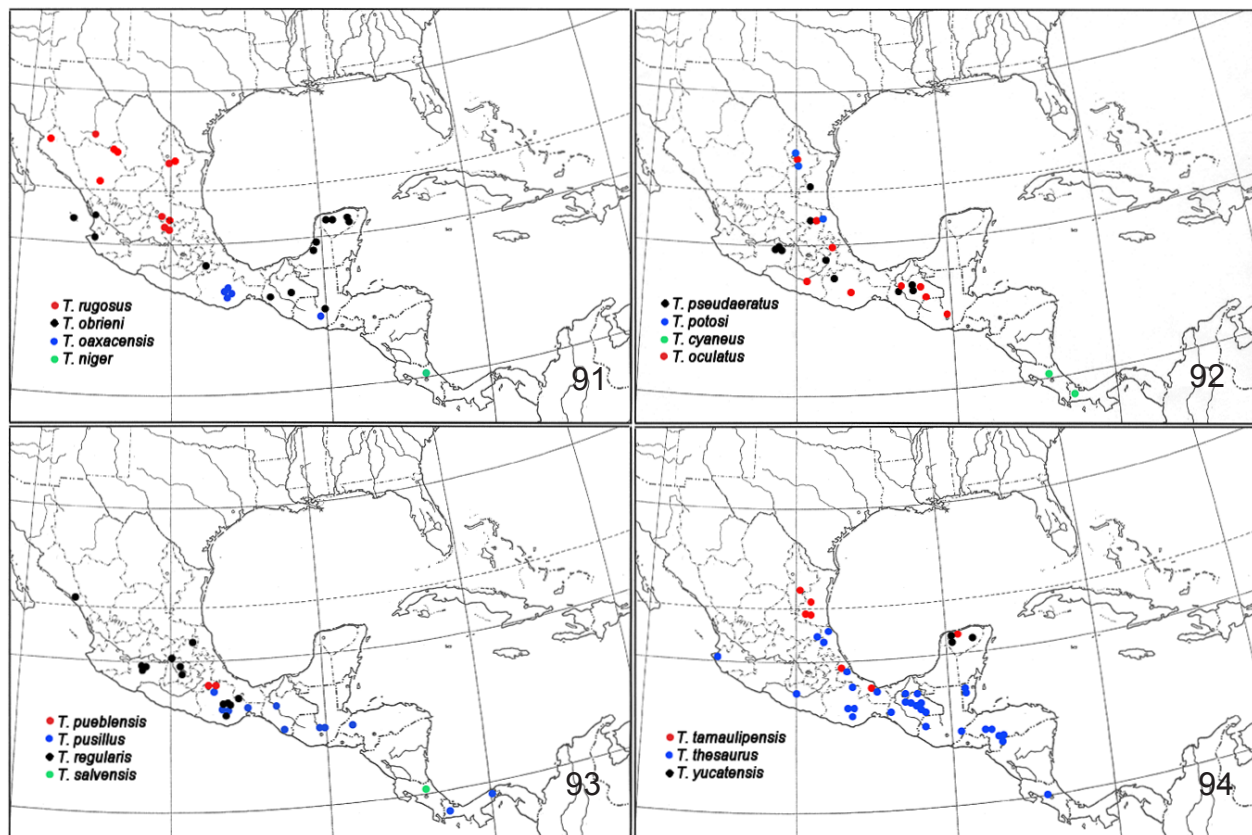 T. rugosus
T. obrieni
T. oaxacensis
T. niger
91
T. pseudaeratus
T. potosi
T. cyaneus
T. oculatus
92
T. pueblensis
T. pusillus
T. regularis
T. salvensis
93
T. tamaulipensis
T. thesaurus
T. yucatensis
94